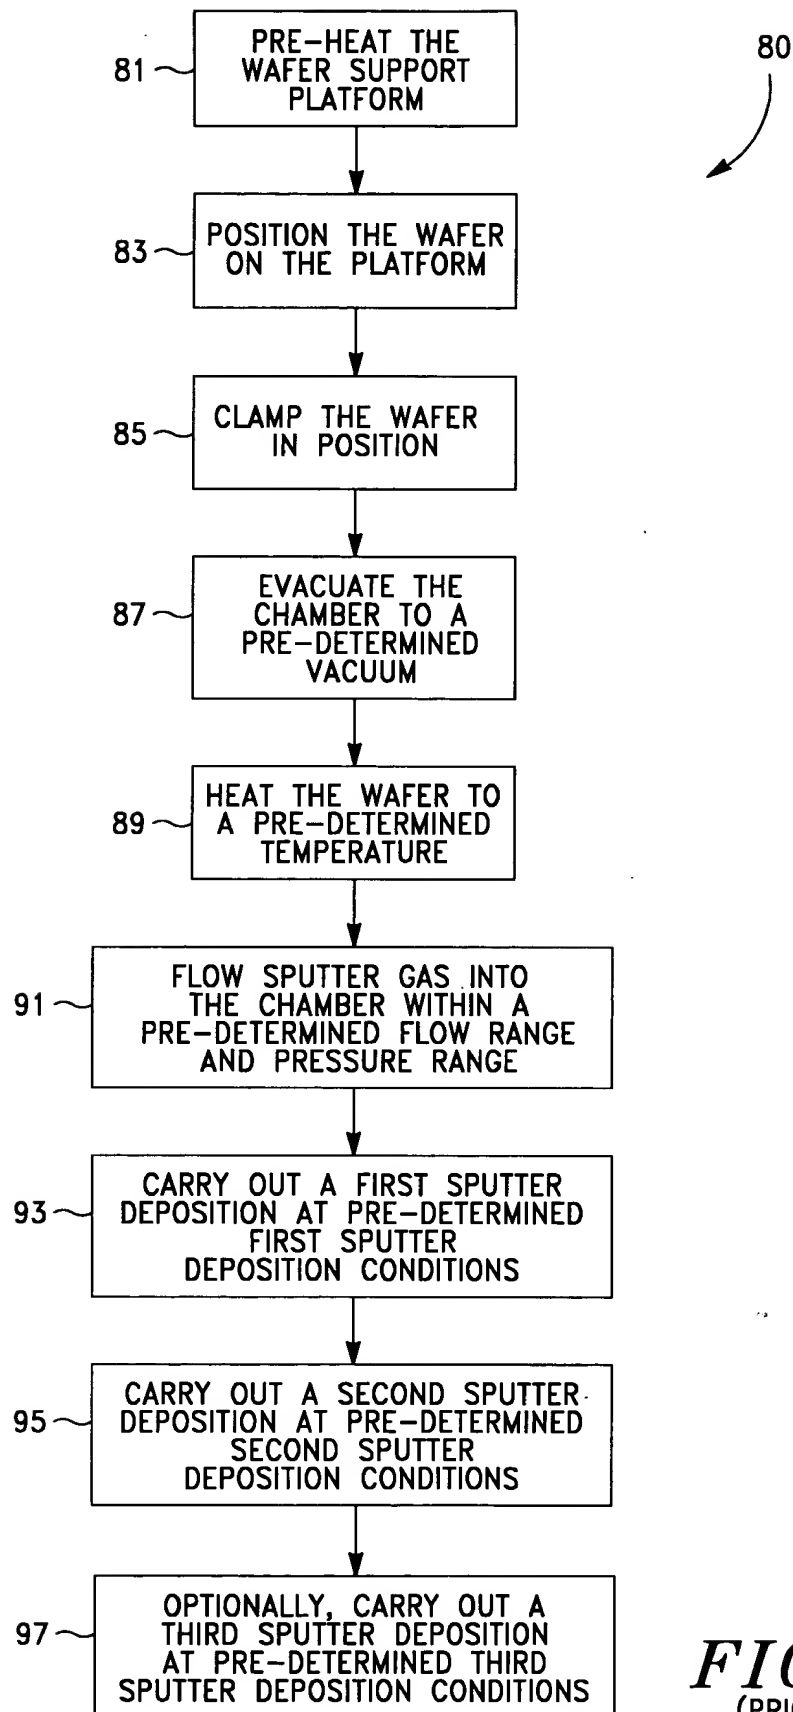 PRE-HEAT THE
WAFER SUPPORT
PLATFORM
81
80
POSITION THE WAFER
ON THE PLATFORM
83
CLAMP THE WAFER
IN POSITION
85
EVACUATE THE
CHAMBER TO A
PRE-DETERMINED
VACUUM
87
HEAT THE WAFER TO
A PRE-DETERMINED
TEMPERATURE
89
FLOW SPUTTER GAS INTO
THE CHAMBER WITHIN A
PRE-DETERMINED FLOW RANGE
AND PRESSURE RANGE
91
CARRY OUT A FIRST SPUTTER
DEPOSITION AT PRE-DETERMINED
FIRST SPUTTER
DEPOSITION CONDITIONS
93
CARRY OUT A SECOND SPUTTER
DEPOSITION AT PRE-DETERMINED
SECOND SPUTTER
DEPOSITION CONDITIONS
95
OPTIONALLY, CARRY OUT A
THIRD SPUTTER DEPOSITION
AT PRE-DETERMINED THIRD
SPUTTER DEPOSITION CONDITIONS
97